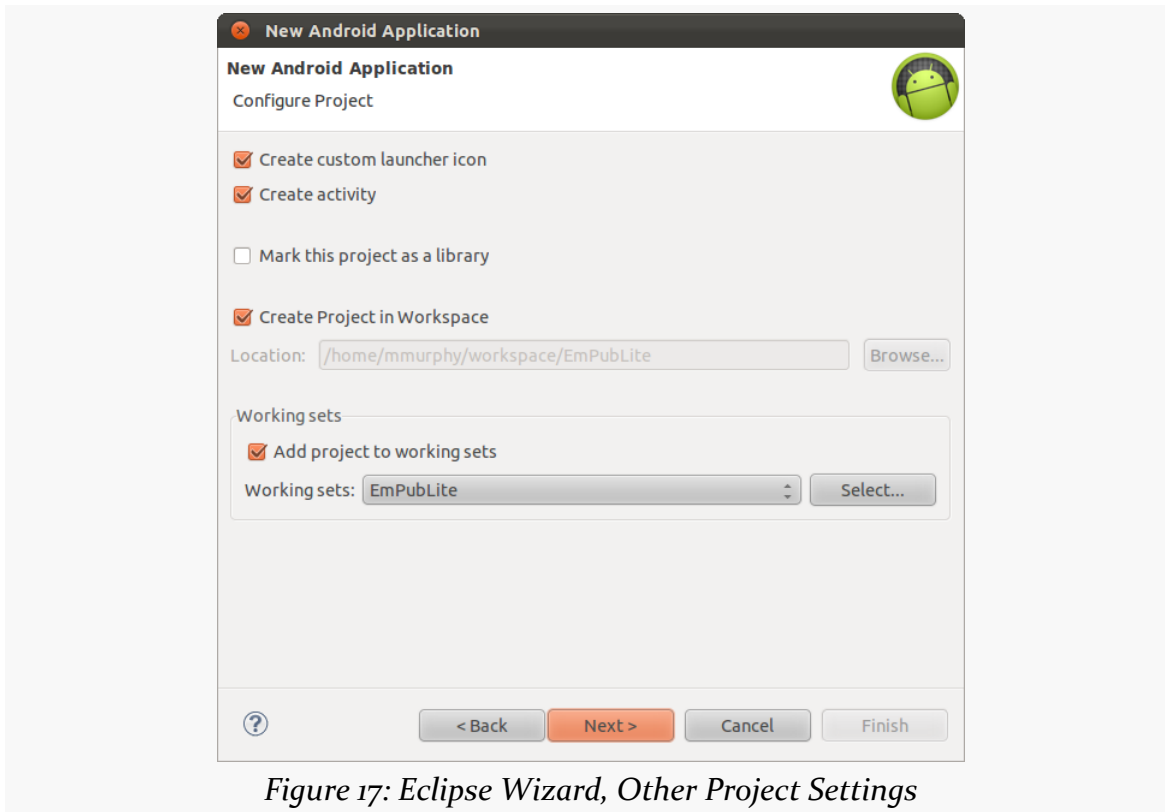 New Android Application
New Android Application
Configure Project
Create custom launcher icon
Create activity
Mark this project as a library
Create Project in Workspace
Location: /home/mmurphy/workspace/EmPubLite Browse...
Working sets
Add project to working sets
Working sets: EmPubLite Select...
? < Back Next > Cancel Finish
Figure 17: Eclipse Wizard, Other Project Settings